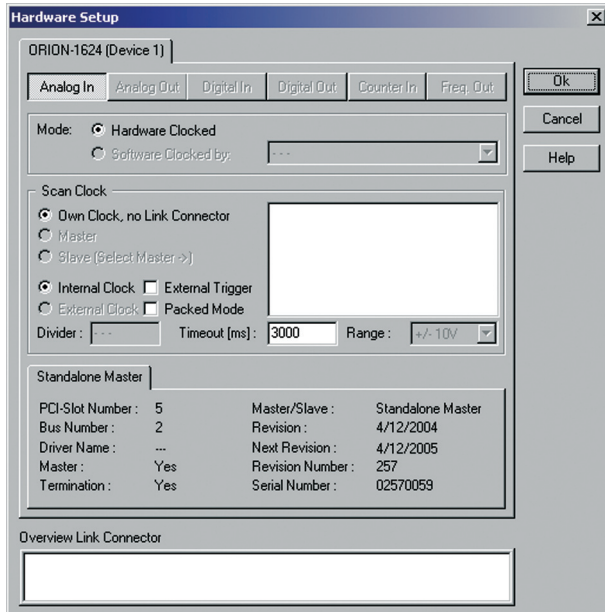 Hardware Setup
ORION-1624 (Device 1)
Analog In Analog Out Digital In Digital Out Counter In Freq. Out
Ok
Cancel
Help
Mode: Hardware Clocked
Software Clocked by: ---
Scan Clock
Own Clock, no Link Connector
Master
Slave (Select Master ->)
Internal Clock External Trigger
External Clock Packed Mode
Divider : --- Timeout [ms] : 3000 Range : +/- 10V
Standalone Master
PCI-Slot Number : 5 Master/Slave : Standalone Master
Bus Number : 2 Revision : 4/12/2004
Driver Name : --- Next Revision : 4/12/2005
Master : Yes Revision Number : 257
Termination : Yes Serial Number : 02570059
Overview Link Connector